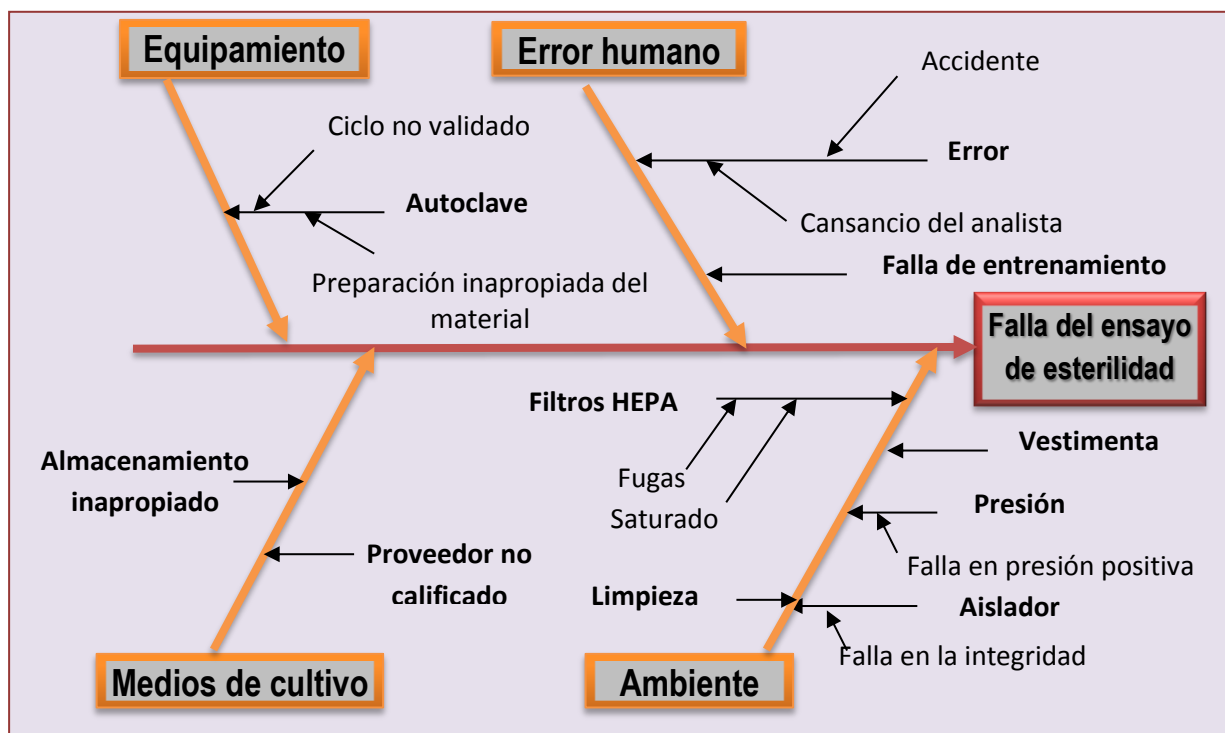 Equipamiento
Error humano
Accidente
Ciclo no validado
Error
Autoclave
Cansancio del analista
Falla de entrenamiento
Preparación inapropiada del
material
Falla del ensayo
de esterilidad
Filtros HEPA
Vestimenta
Almacenamiento
inapropiado
Fugas
Saturado
Presión
Proveedor no
calificado
Falla en presión positiva
Limpieza
Aislador
Falla en la integridad
Medios de cultivo
Ambiente